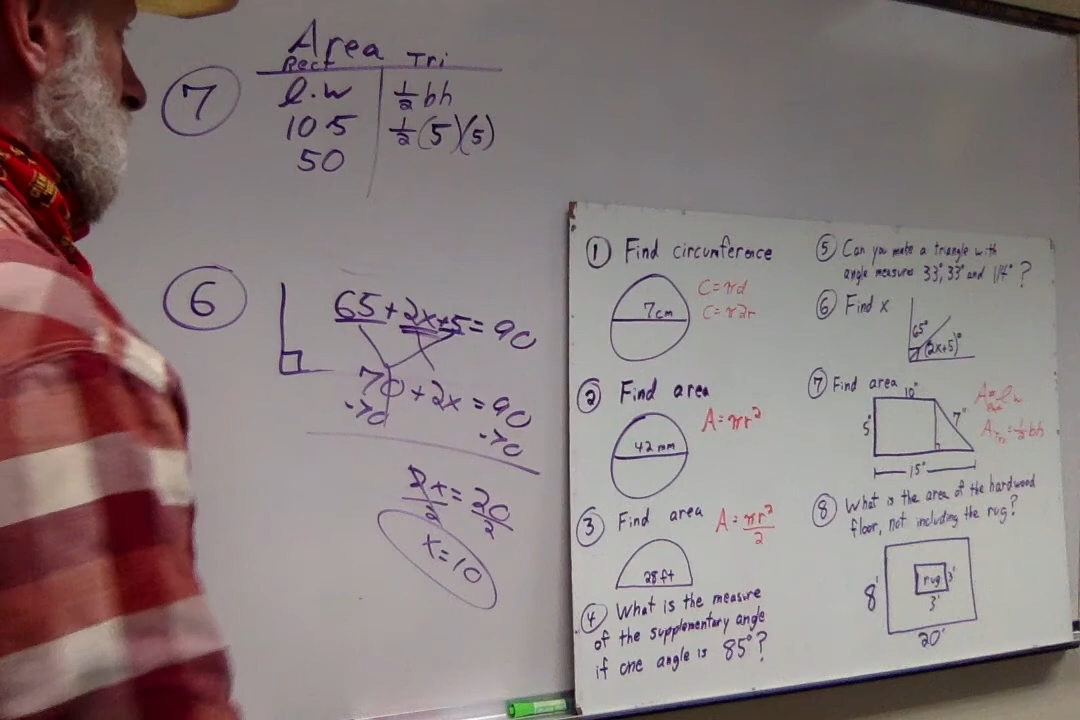 Area
Rect Tri
7
l·w ½bh
10·5 ½(5)(5)
50
6
65+2x+5=90
70+2x=90
-70 -70
2x=20
2 2
x=10
① Find circumference
7cm
C=πd
C=π2r
② Find area
42mm
A=πr²
③ Find area
28ft
A=πr²
2
④ What is the measure
of the supplementary angle
if one angle is 85°?
⑤ Can you make a triangle with
angle measures 33°, 33° and 114°?
⑥ Find x
65°
(2x+5)°
⑦ Find area
10"
5"
7"
15"
A=lw
A Tri=½bh
⑧ What is the area of the hardwood
floor, not including the rug?
8'
rug 3'
3'
20'